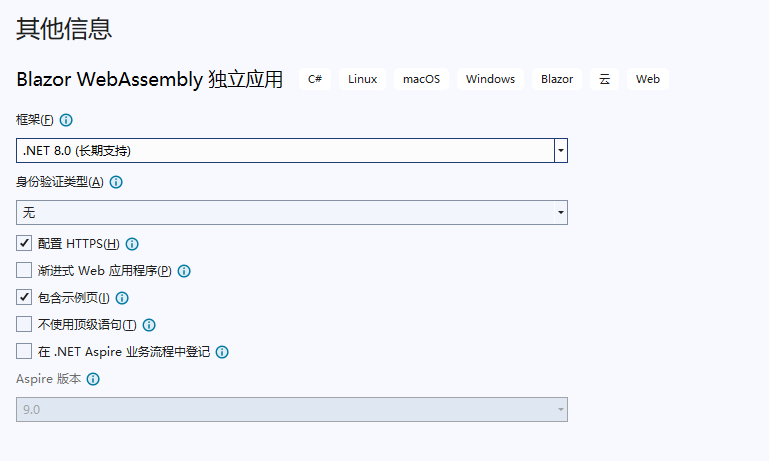 其他信息
Blazor WebAssembly 独立应用 C# Linux macOS Windows Blazor 云 Web
框架(F)
.NET 8.0 (长期支持)
身份验证类型(A)
无
配置 HTTPS(H)
渐进式 Web 应用程序(P)
包含示例页(I)
不使用顶级语句(T)
在 .NET Aspire 业务流程中登记
Aspire 版本
9.0